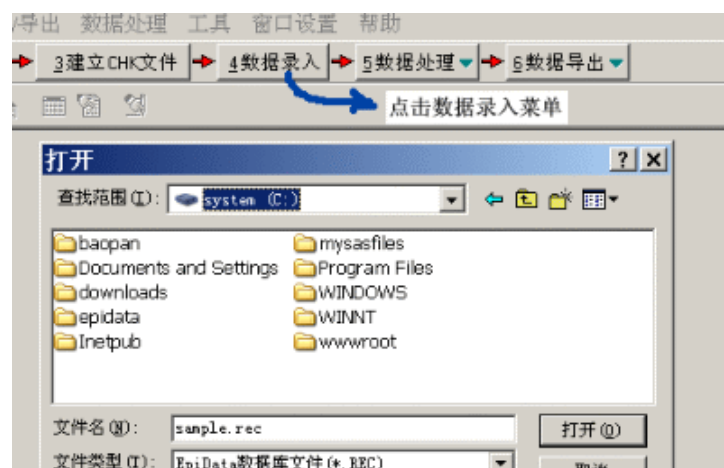 导出 数据处理 工具 窗口设置 帮助
3建立CHK文件 4数据录入 5数据处理 6数据导出
点击数据录入菜单
打开
查找范围(I): system (C:)
baopan mysasfiles
Documents and Settings Program Files
downloads WINDOWS
epidata WINNT
Inetpub wwwroot
文件名(N): sample.rec 打开(O)
文件类型(T): EpiData数据库文件(*.REC) 取消